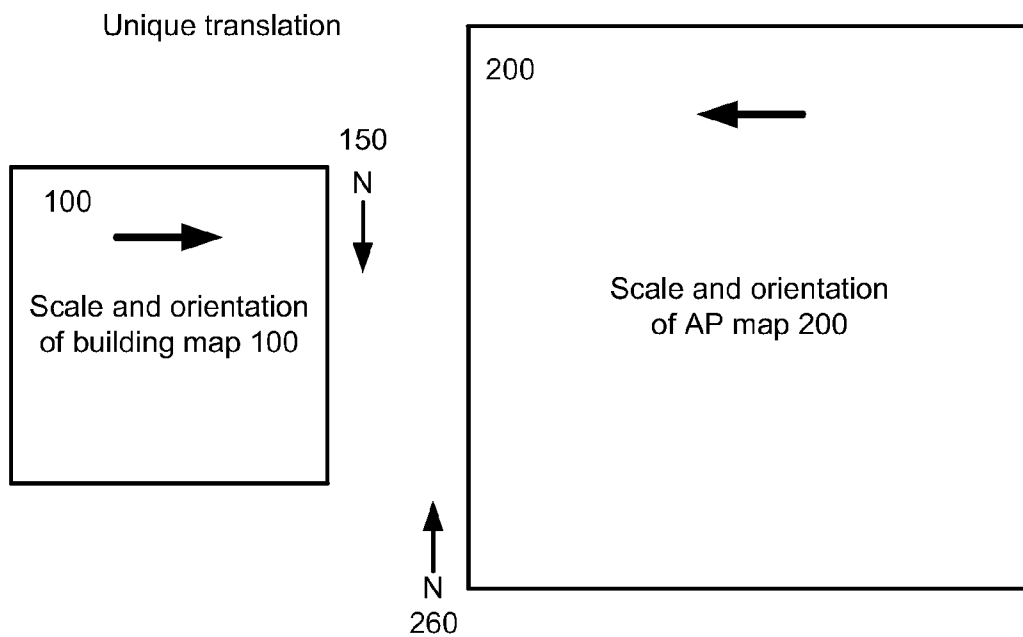 Unique translation
200
150
N
100
Scale and orientation
of building map 100
Scale and orientation
of AP map 200
N
260